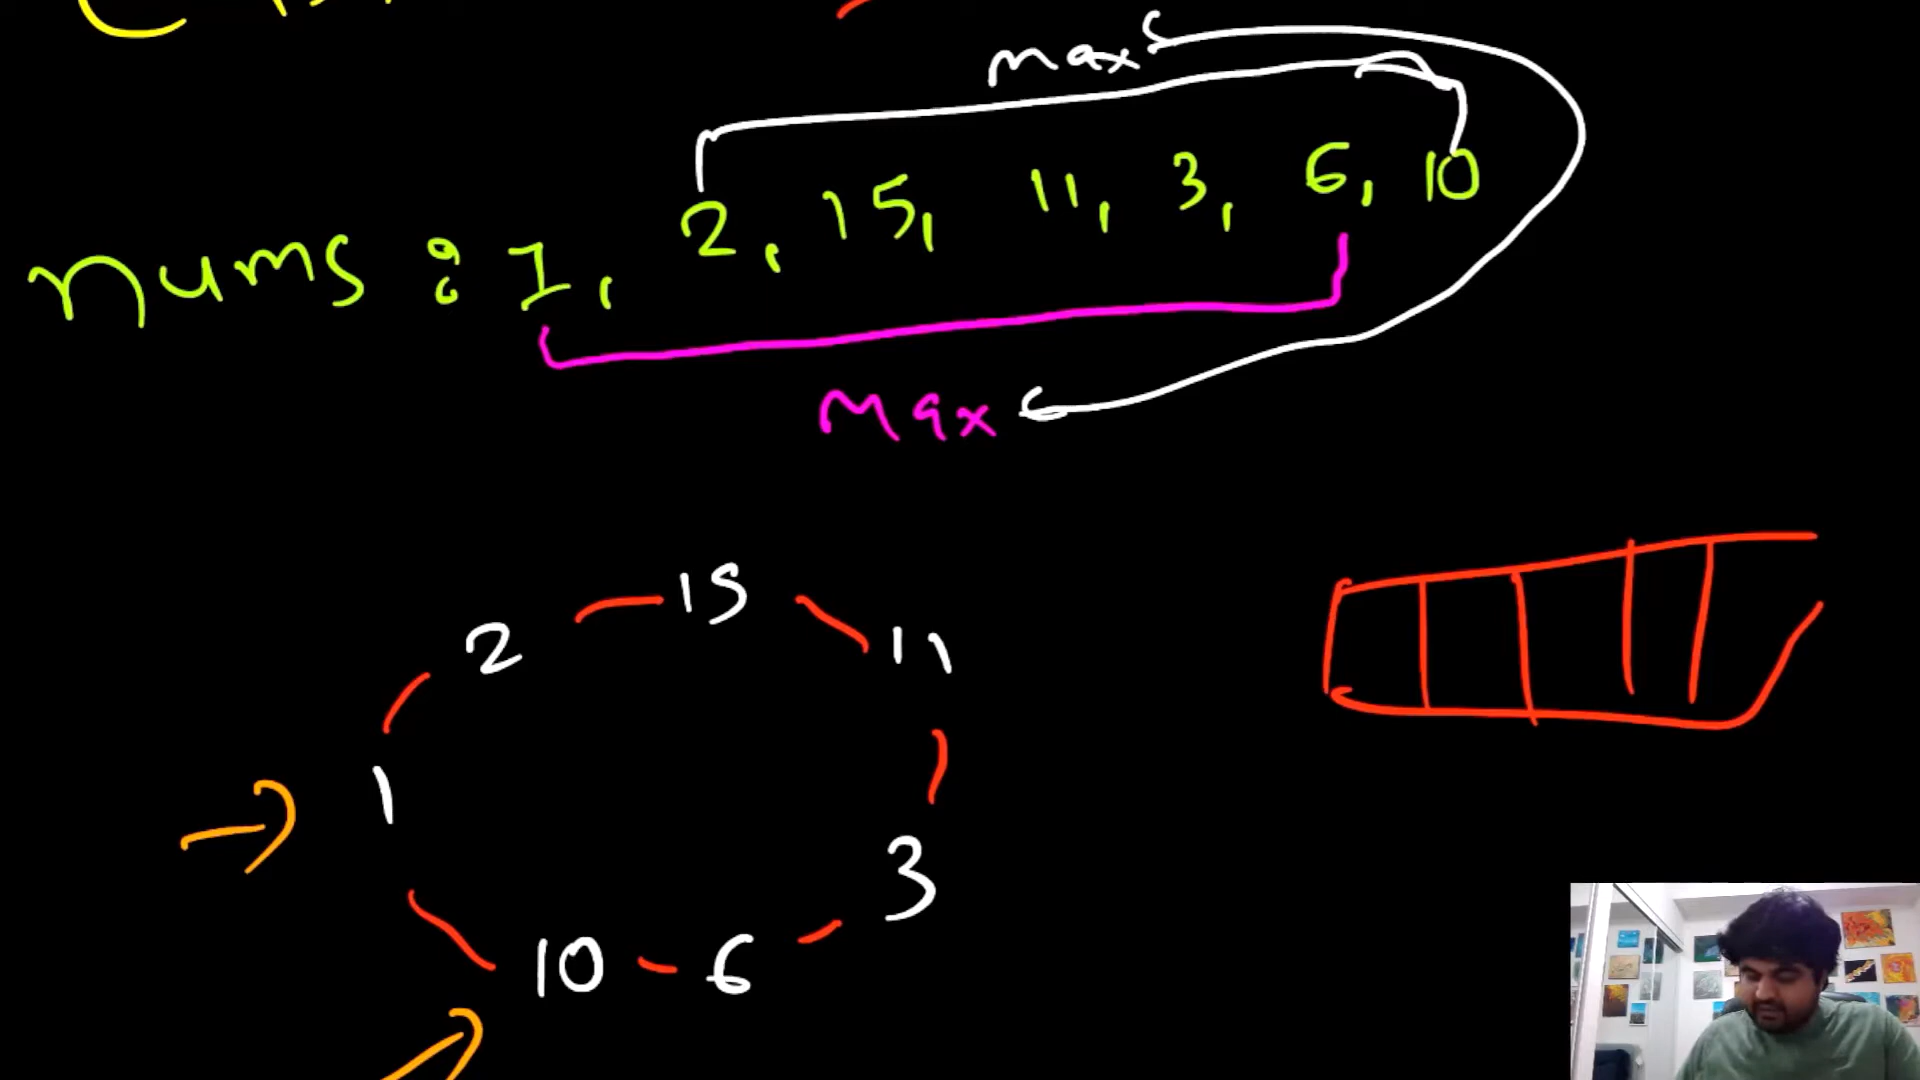 max
nums : 1, 2, 15, 11, 3, 6, 10
max
2 15 11
1
3
10 6